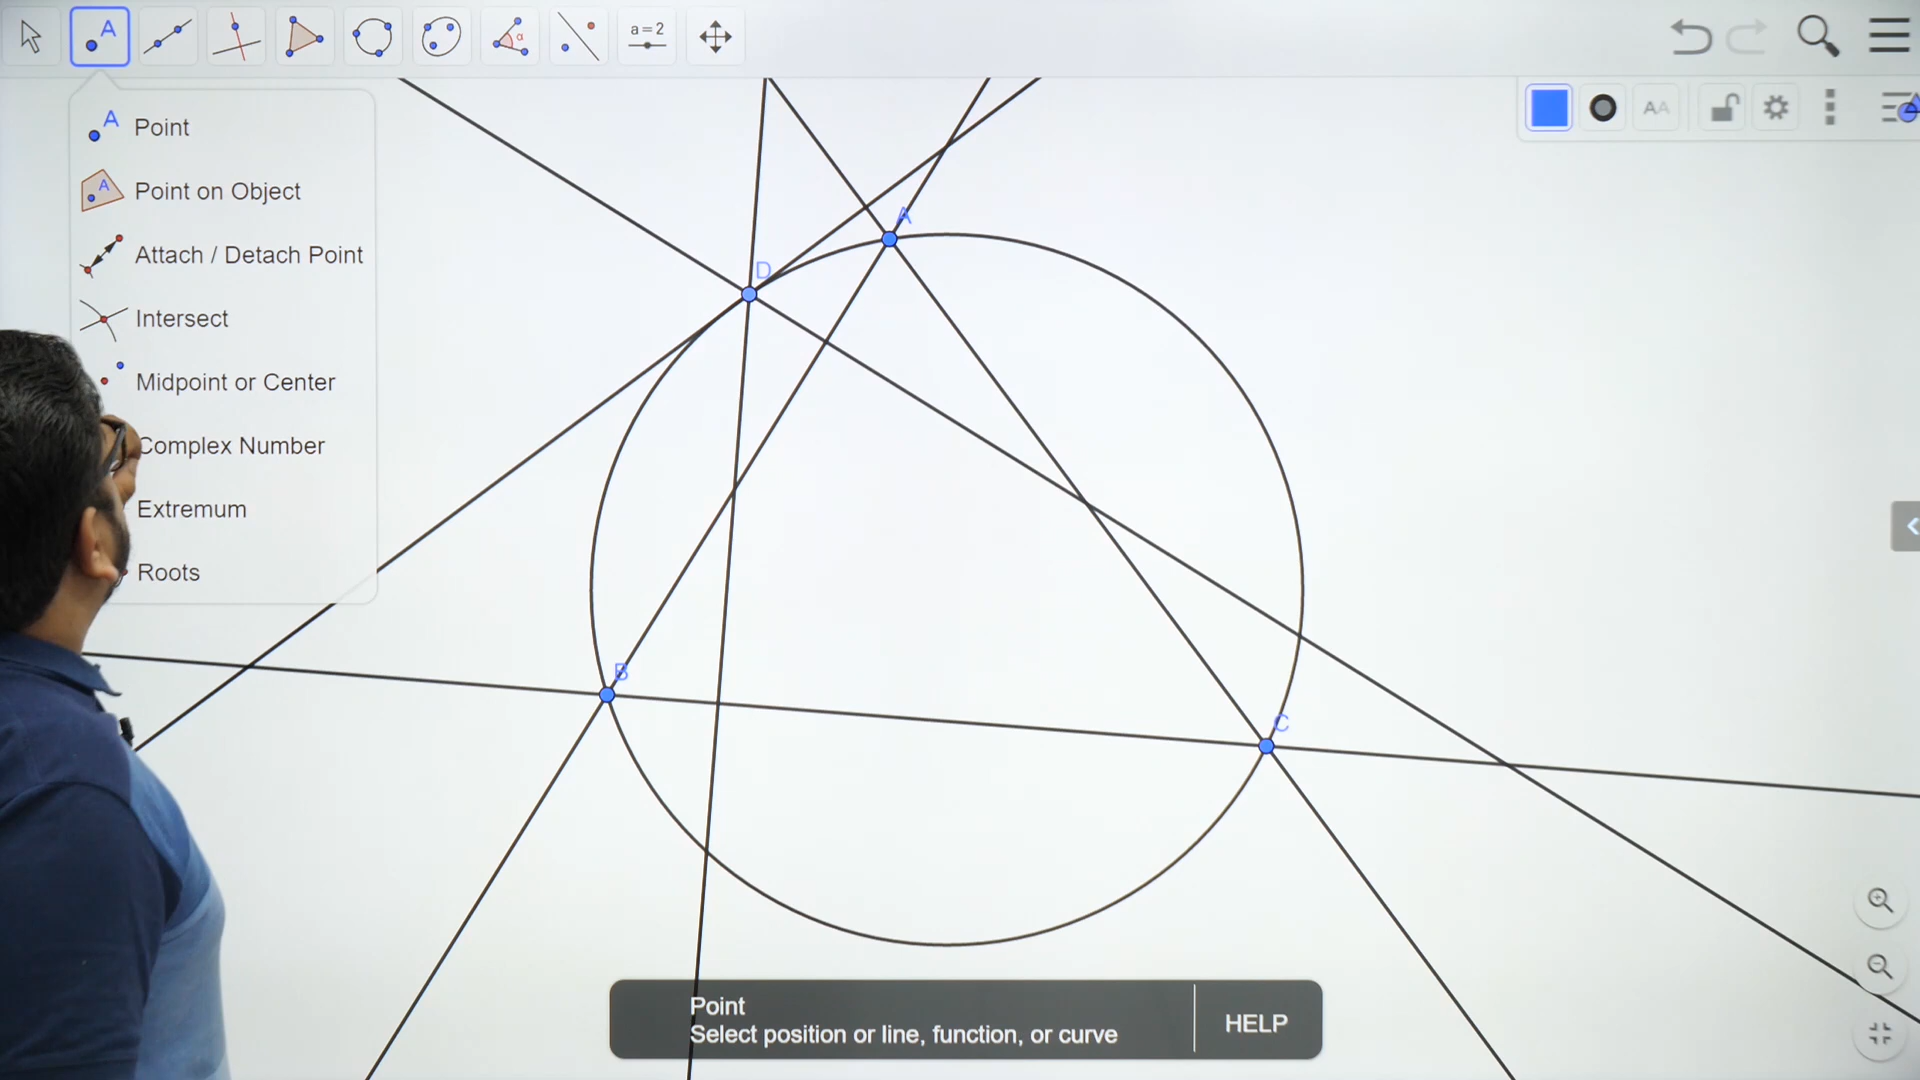 A
a = 2
α
A
Point
A
Point on Object
Attach / Detach Point
Intersect
Midpoint or Center
Complex Number
Extremum
Roots
AA
A
D
B
C
Point
Select position or line, function, or curve
HELP